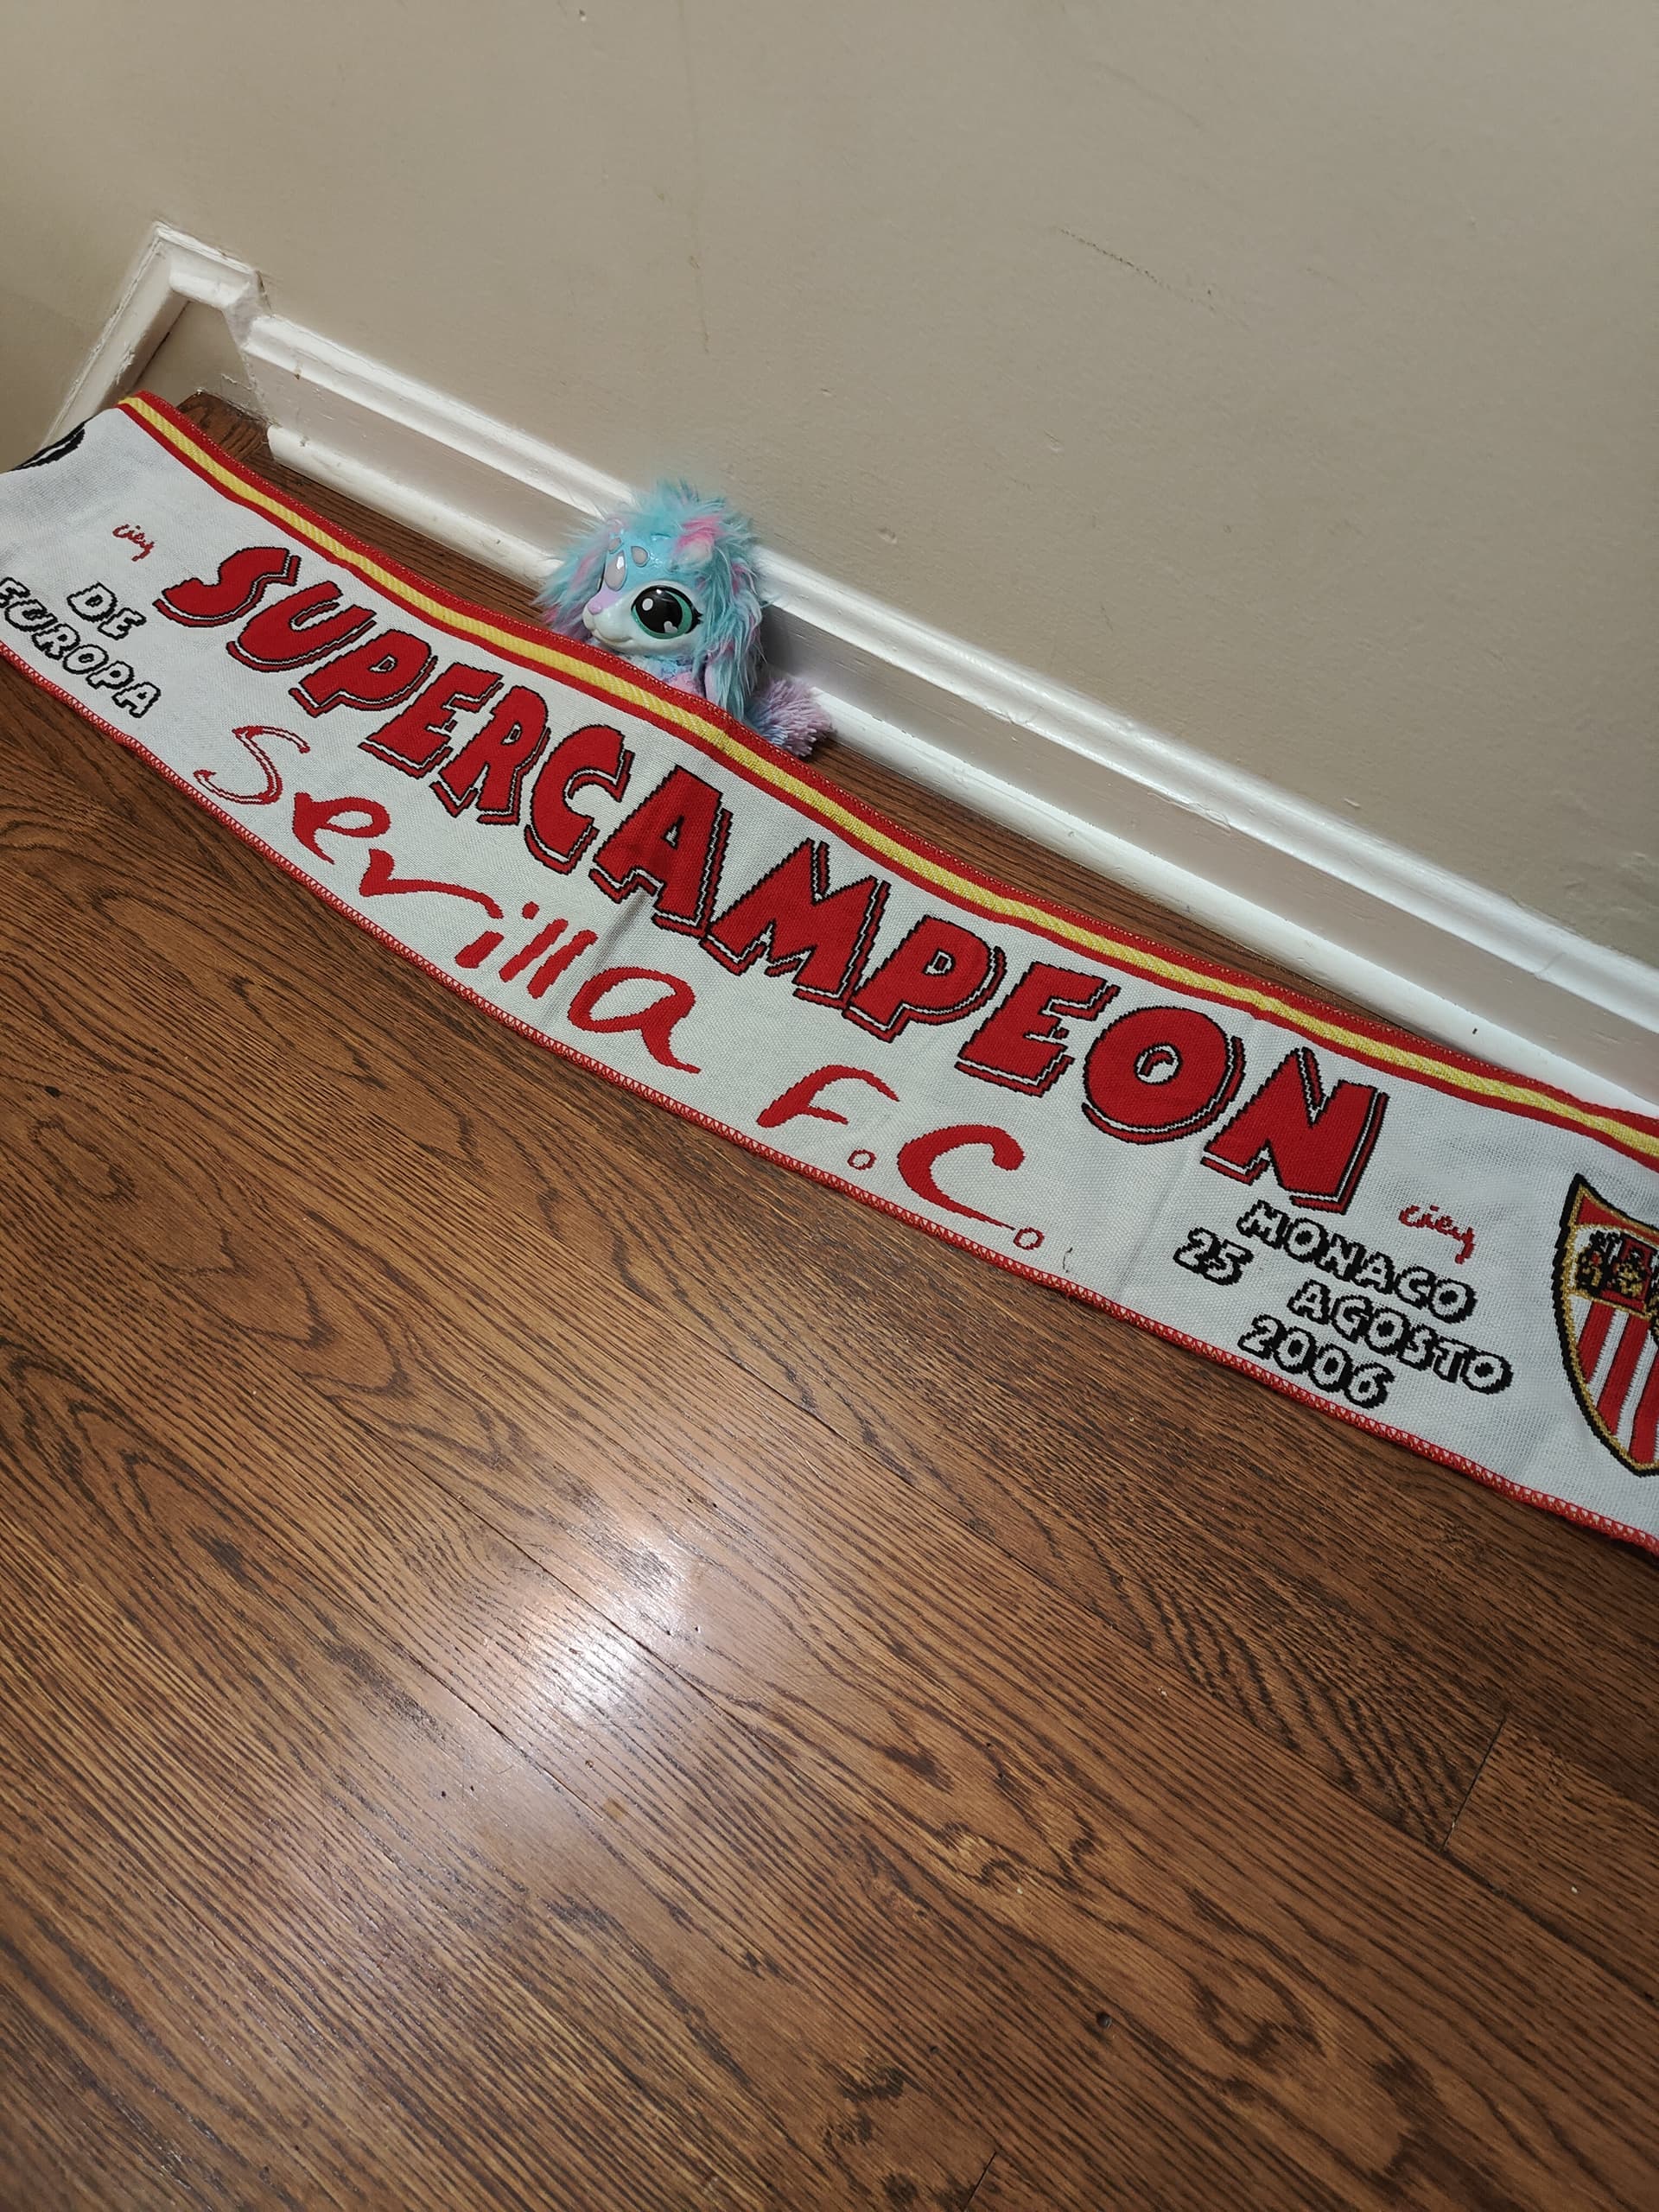 SUPERCAMPEON
DE
EUROPA
Sevilla F.C.
MONACO
25 AGOSTO
2006